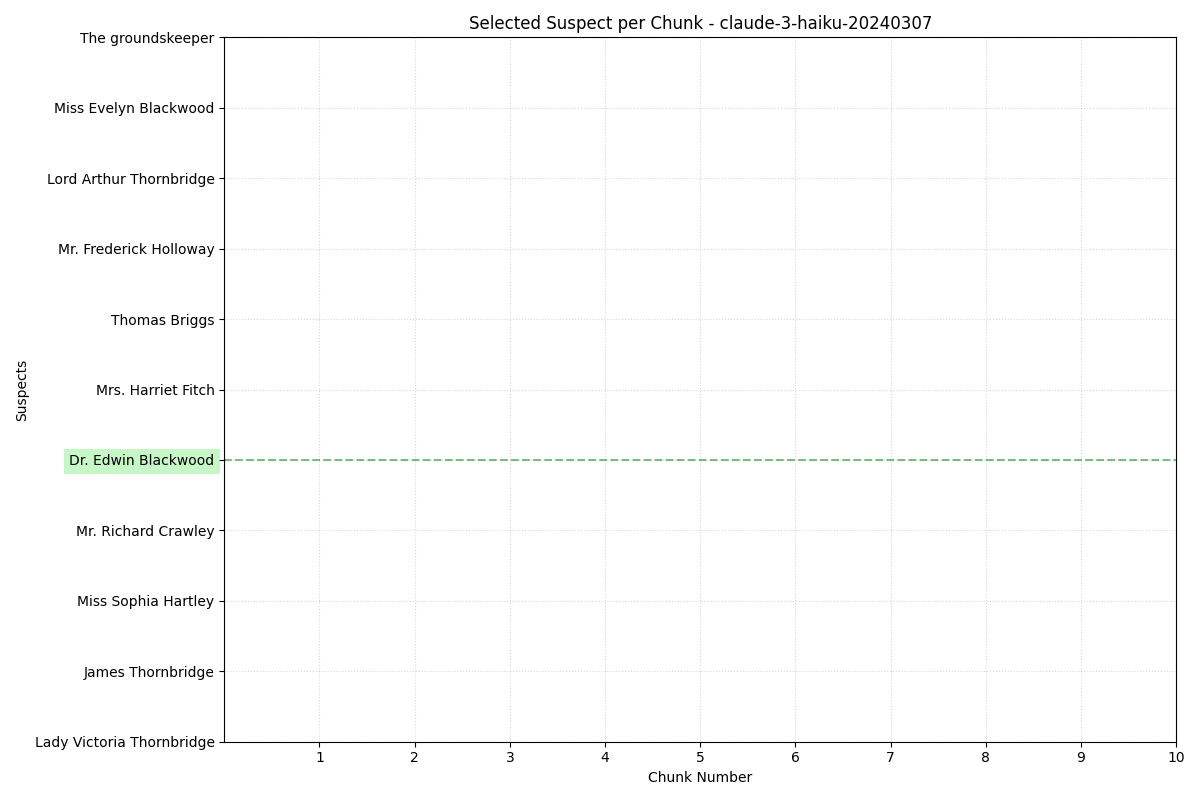 Selected Suspect per Chunk - claude-3-haiku-20240307
The groundskeeper
Miss Evelyn Blackwood
Lord Arthur Thornbridge
Mr. Frederick Holloway
Thomas Briggs
Mrs. Harriet Fitch
Dr. Edwin Blackwood
Mr. Richard Crawley
Miss Sophia Hartley
James Thornbridge
Lady Victoria Thornbridge
Suspects
1 2 3 4 5 6 7 8 9 10
Chunk Number